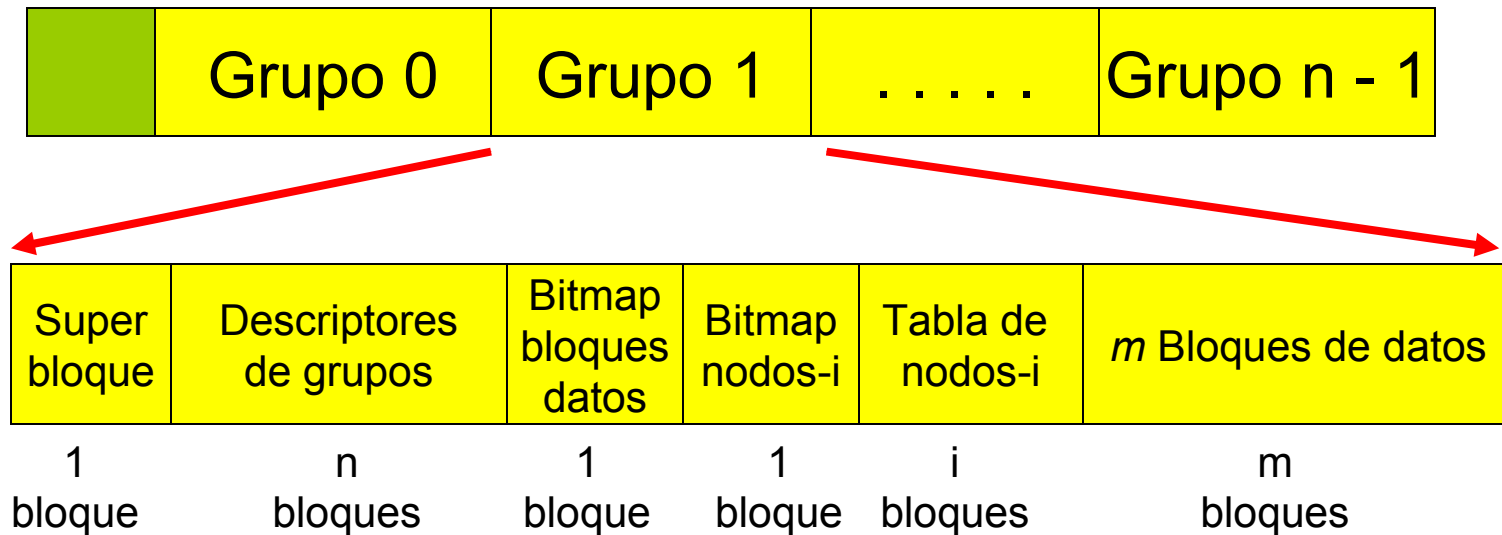 Grupo 0
Grupo 1
. . . . .
Grupo n - 1
Super
bloque
Descriptores
de grupos
Bitmap
bloques
datos
Bitmap
nodos-i
Tabla de
nodos-i
m Bloques de datos
1
bloque
n
bloques
1
bloque
1
bloque
i
bloques
m
bloques